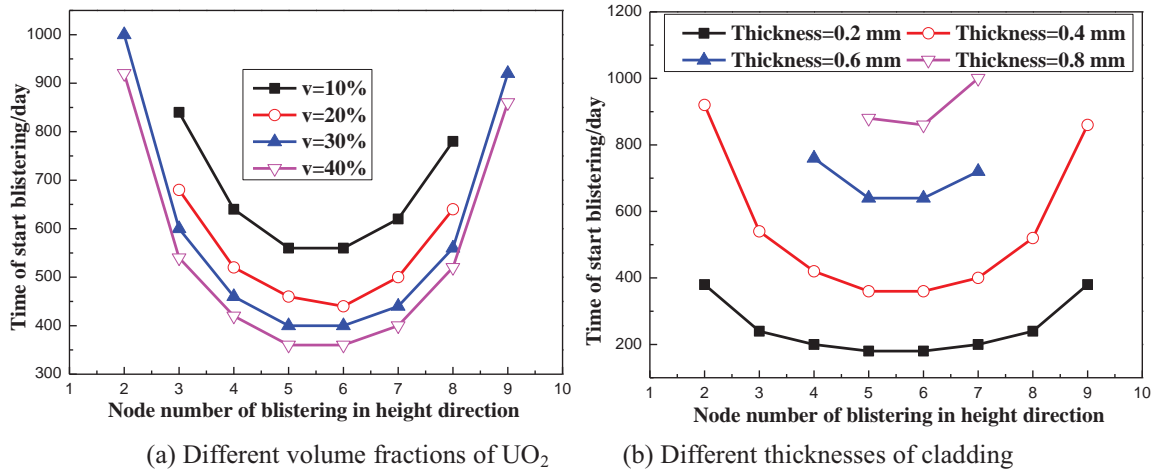 1000
900
800
700
600
500
400
300
1 2 3 4 5 6 7 8 9 10
Time of start blistering/day
Node number of blistering in height direction
v=10%
v=20%
v=30%
v=40%
(a) Different volume fractions of UO₂
1200
1000
800
600
400
200
1 2 3 4 5 6 7 8 9 10
Time of start blistering/day
Node number of blistering in height direction
Thickness=0.2 mm Thickness=0.4 mm
Thickness=0.6 mm Thickness=0.8 mm
(b) Different thicknesses of cladding